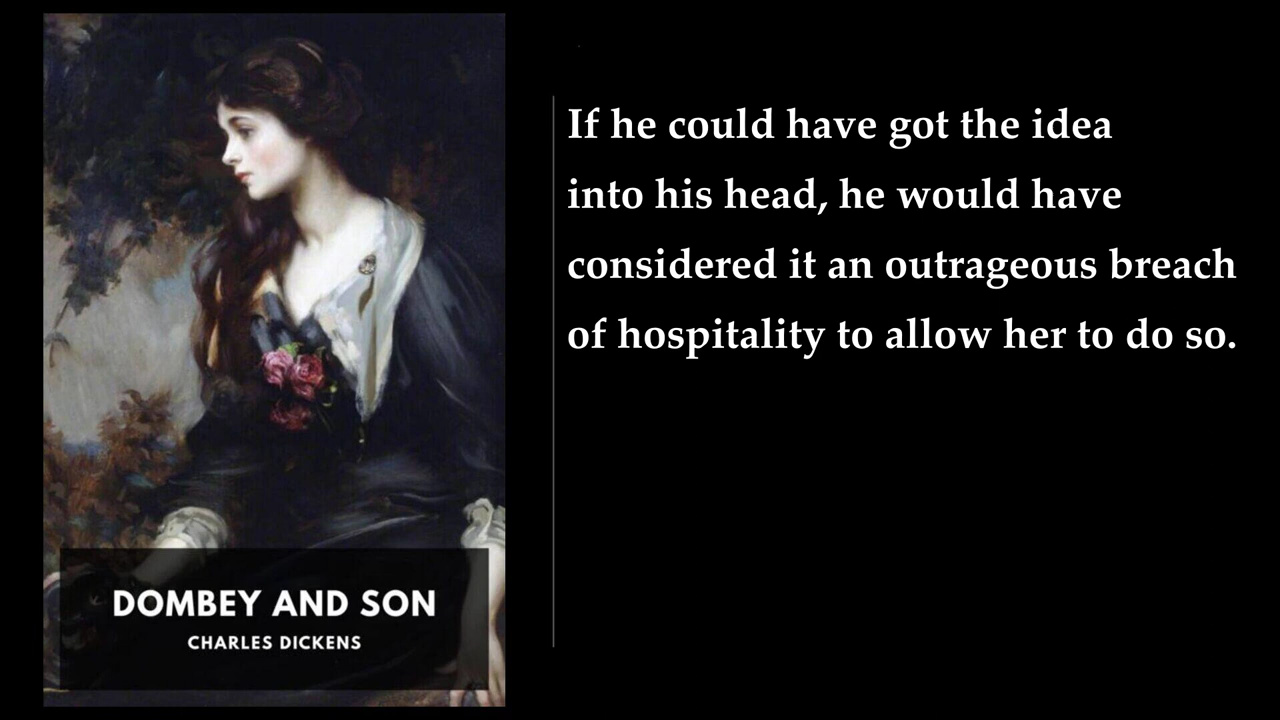 If he could have got the idea
into his head, he would have
considered it an outrageous breach
of hospitality to allow her to do so.
DOMBEY AND SON
CHARLES DICKENS